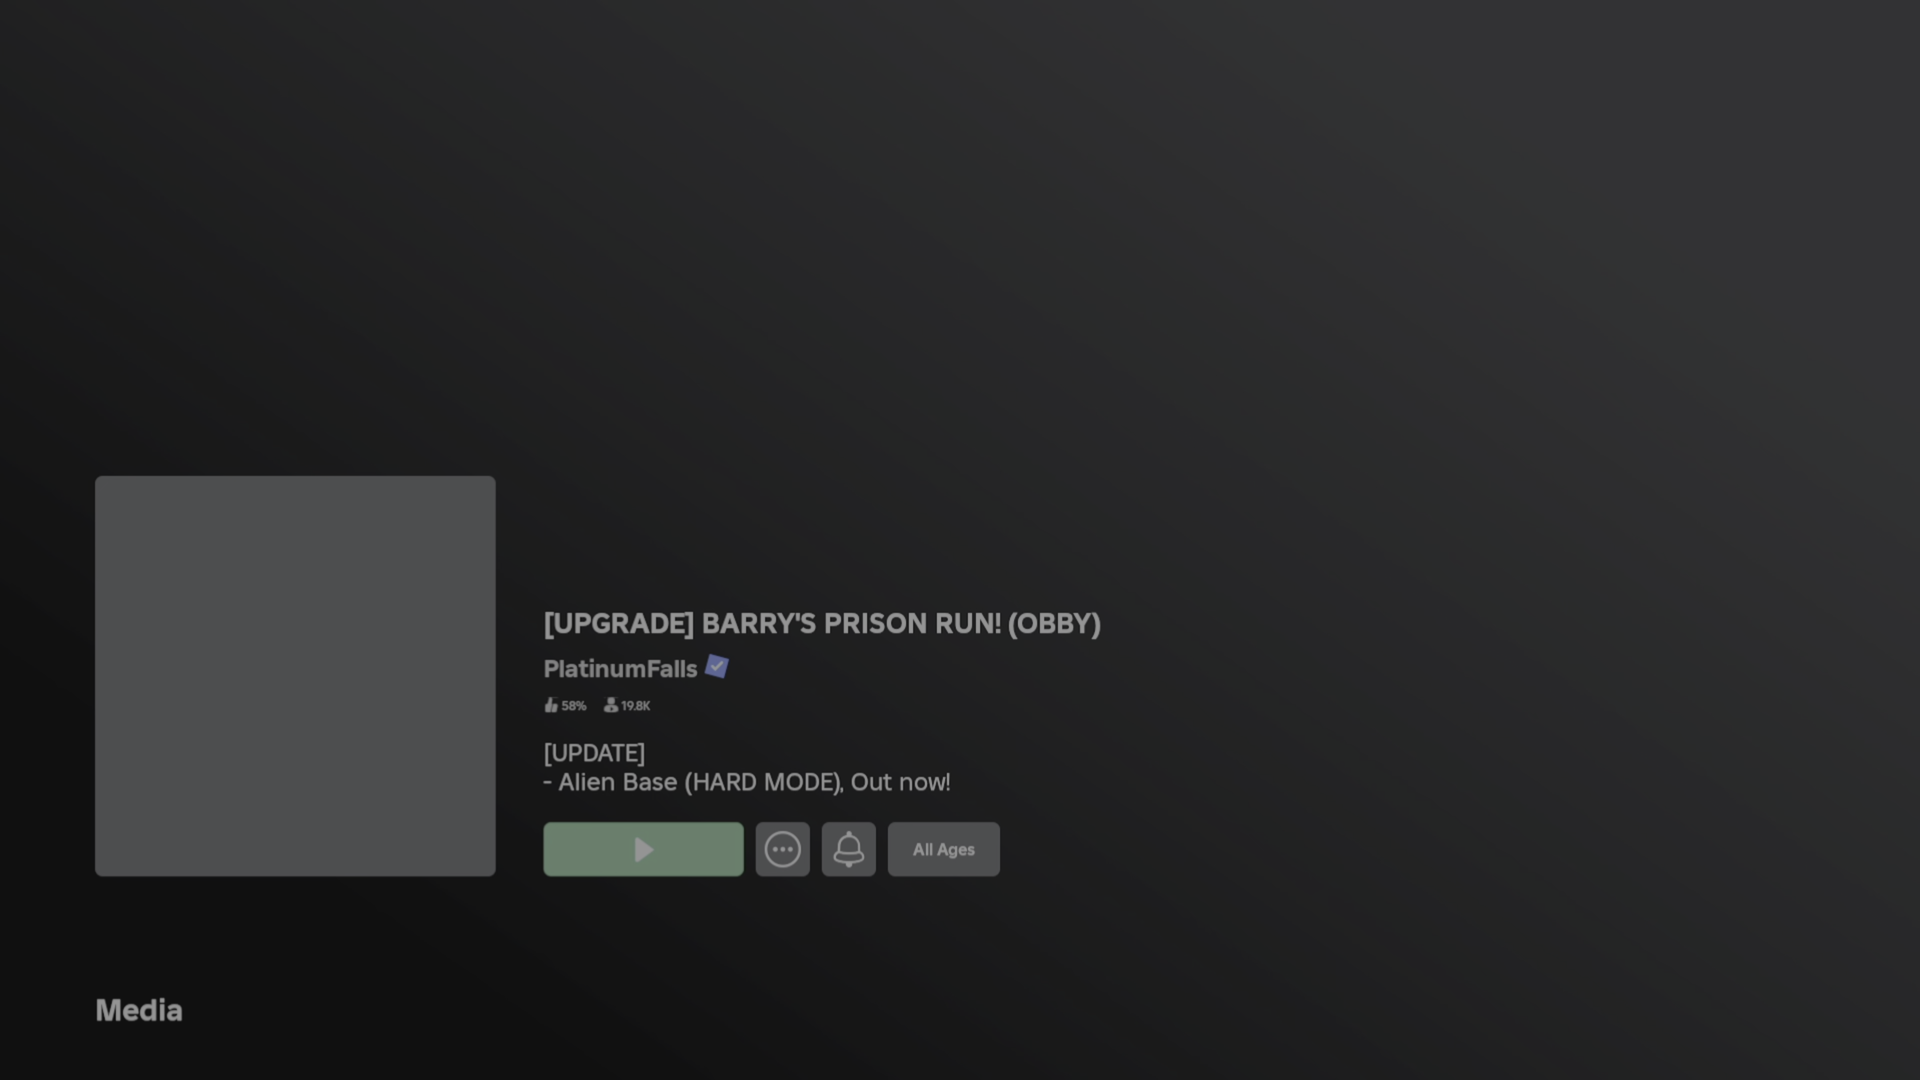 [UPGRADE] BARRY'S PRISON RUN! (OBBY)
PlatinumFalls
58% 19.8K
[UPDATE]
- Alien Base (HARD MODE), Out now!
All Ages
Media